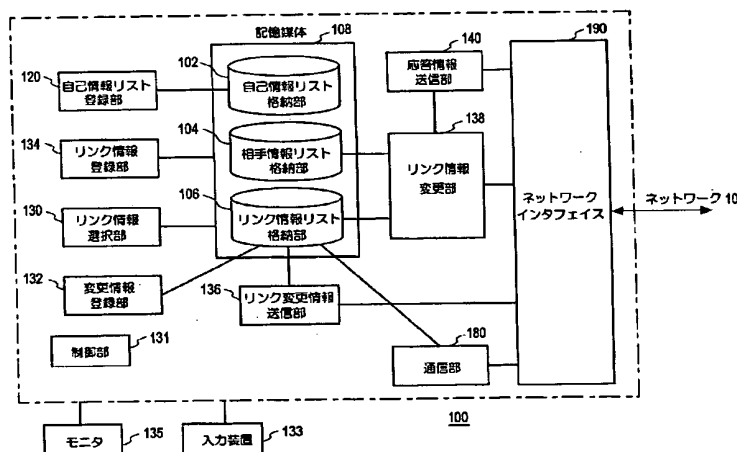 記憶媒体
108
102
自己情報リスト
格納部
120
自己情報リスト
登録部
140
応答情報
送信部
190
134
リンク情報
登録部
104
相手情報リスト
格納部
138
リンク情報
変更部
130
リンク情報
選択部
106
リンク情報リスト
格納部
ネットワーク
インタフェイス
ネットワーク 10
132
変更情報
登録部
136
リンク変更情報
送信部
131
制御部
180
通信部
100
モニタ
135
入力装置
133